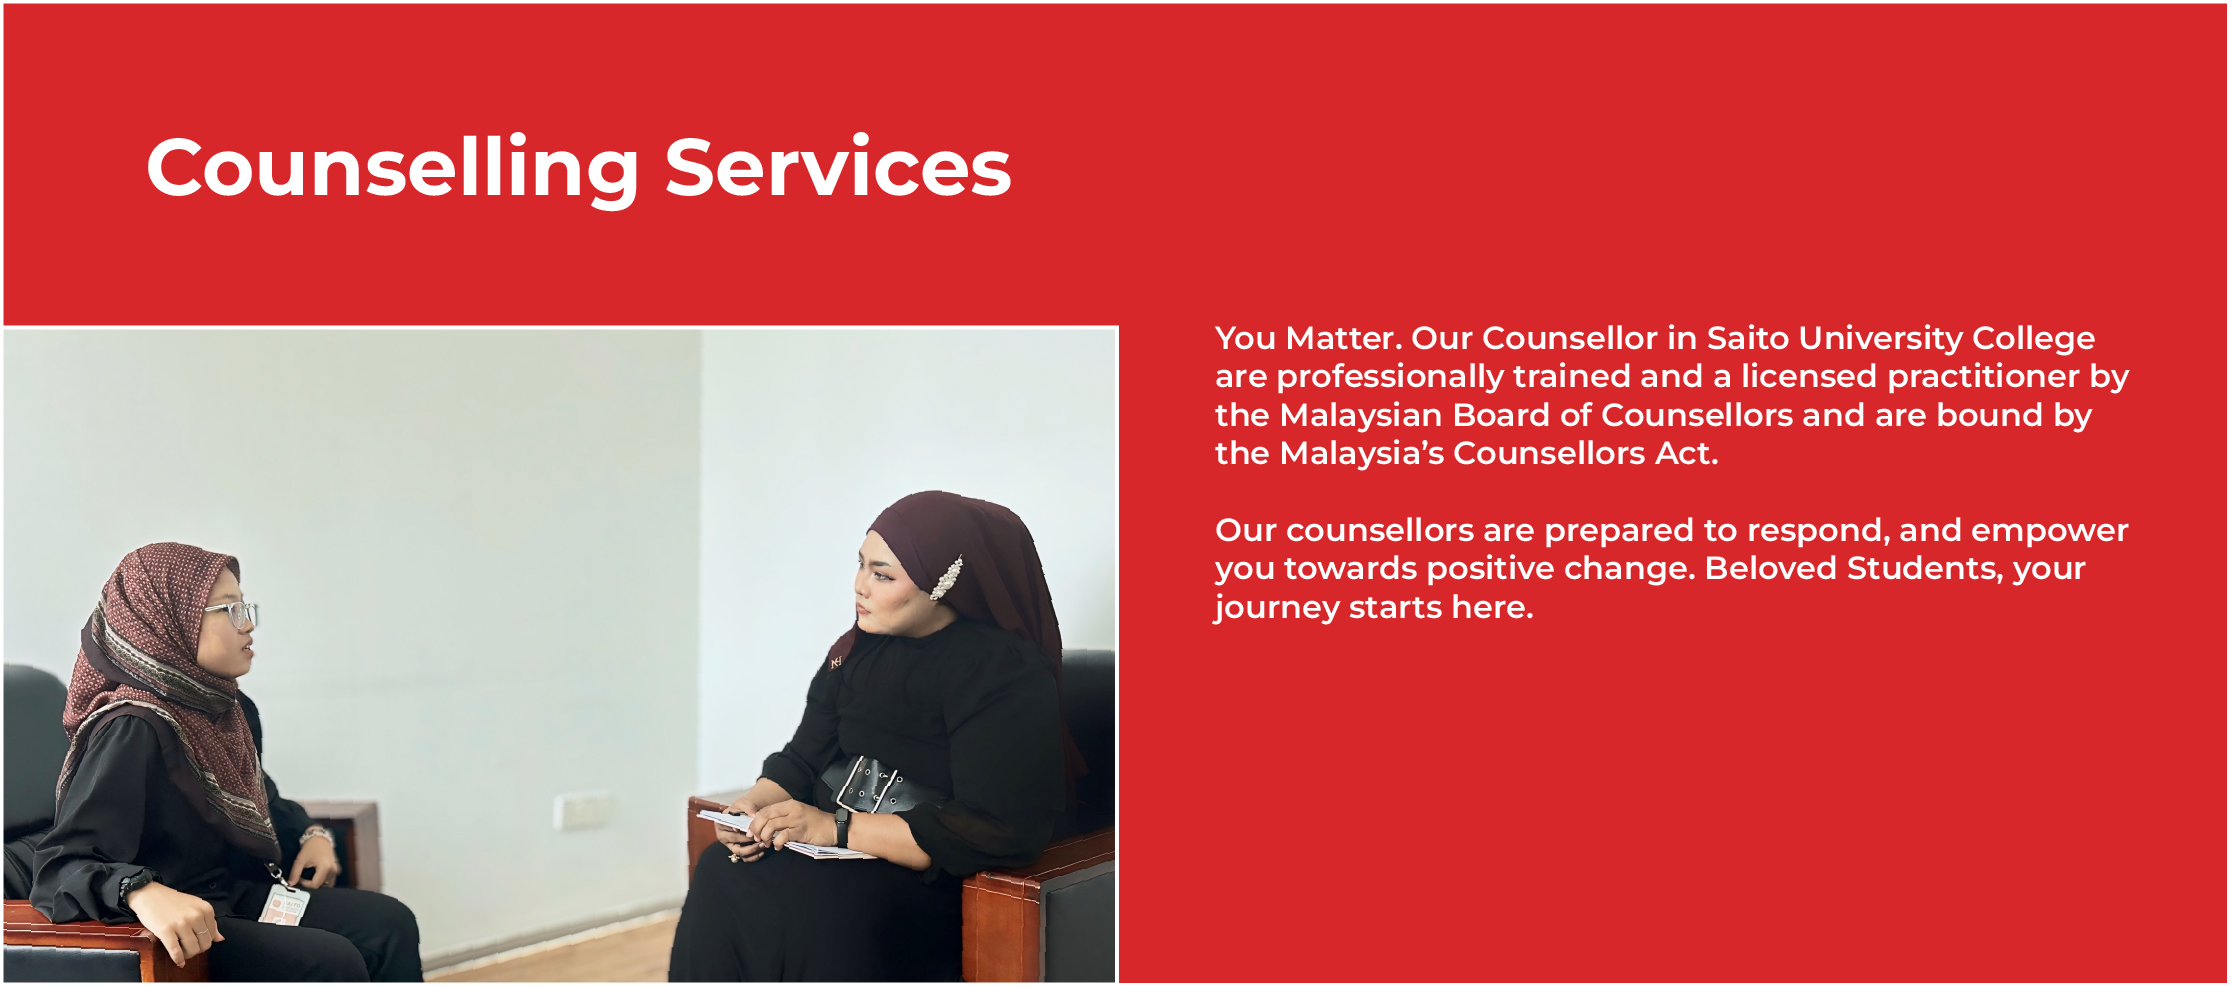 Counselling Services
You Matter. Our Counsellor in Saito University College
are professionally trained and a licensed practitioner by
the Malaysian Board of Counsellors and are bound by
the Malaysia’s Counsellors Act.
Our counsellors are prepared to respond, and empower
you towards positive change. Beloved Students, your
journey starts here.